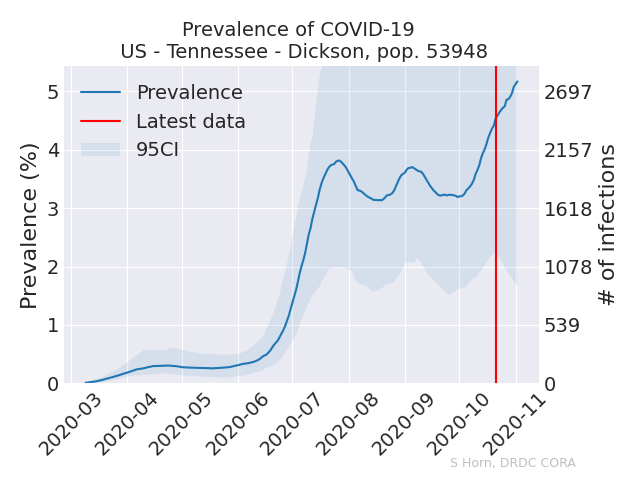 Prevalence of COVID-19
US - Tennessee - Dickson, pop. 53948
Prevalence
Latest data
95CI
Prevalence (%)
5
4
3
2
1
0
2697
2157
1618
1078
539
0
# of infections
2020-03
2020-04
2020-05
2020-06
2020-07
2020-08
2020-09
2020-10
2020-11
S Horn, DRDC CORA